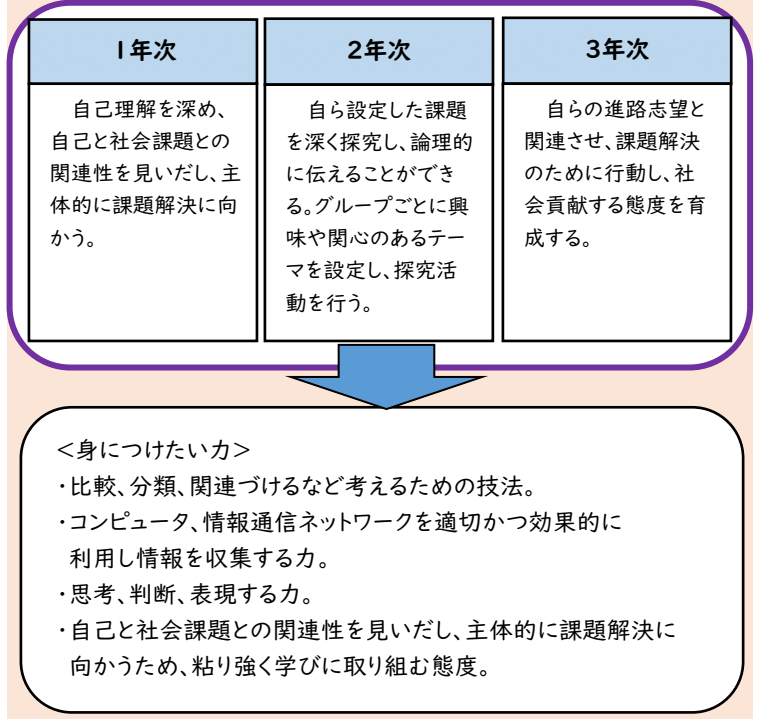 1年次
自己理解を深め、
自己と社会課題との
関連性を見いだし、主
体的に課題解決に向
かう。
2年次
自ら設定した課題
を深く探究し、論理的
に伝えることができ
る。グループごとに興
味や関心のあるテー
マを設定し、探究活
動を行う。
3年次
自らの進路志望と
関連させ、課題解決
のために行動し、社
会貢献する態度を育
成する。
<身につけたい力>
・比較、分類、関連づけるなど考えるための技法。
・コンピュータ、情報通信ネットワークを適切かつ効果的に
利用し情報を収集する力。
・思考、判断、表現する力。
・自己と社会課題との関連性を見いだし、主体的に課題解決に
向かうため、粘り強く学びに取り組む態度。